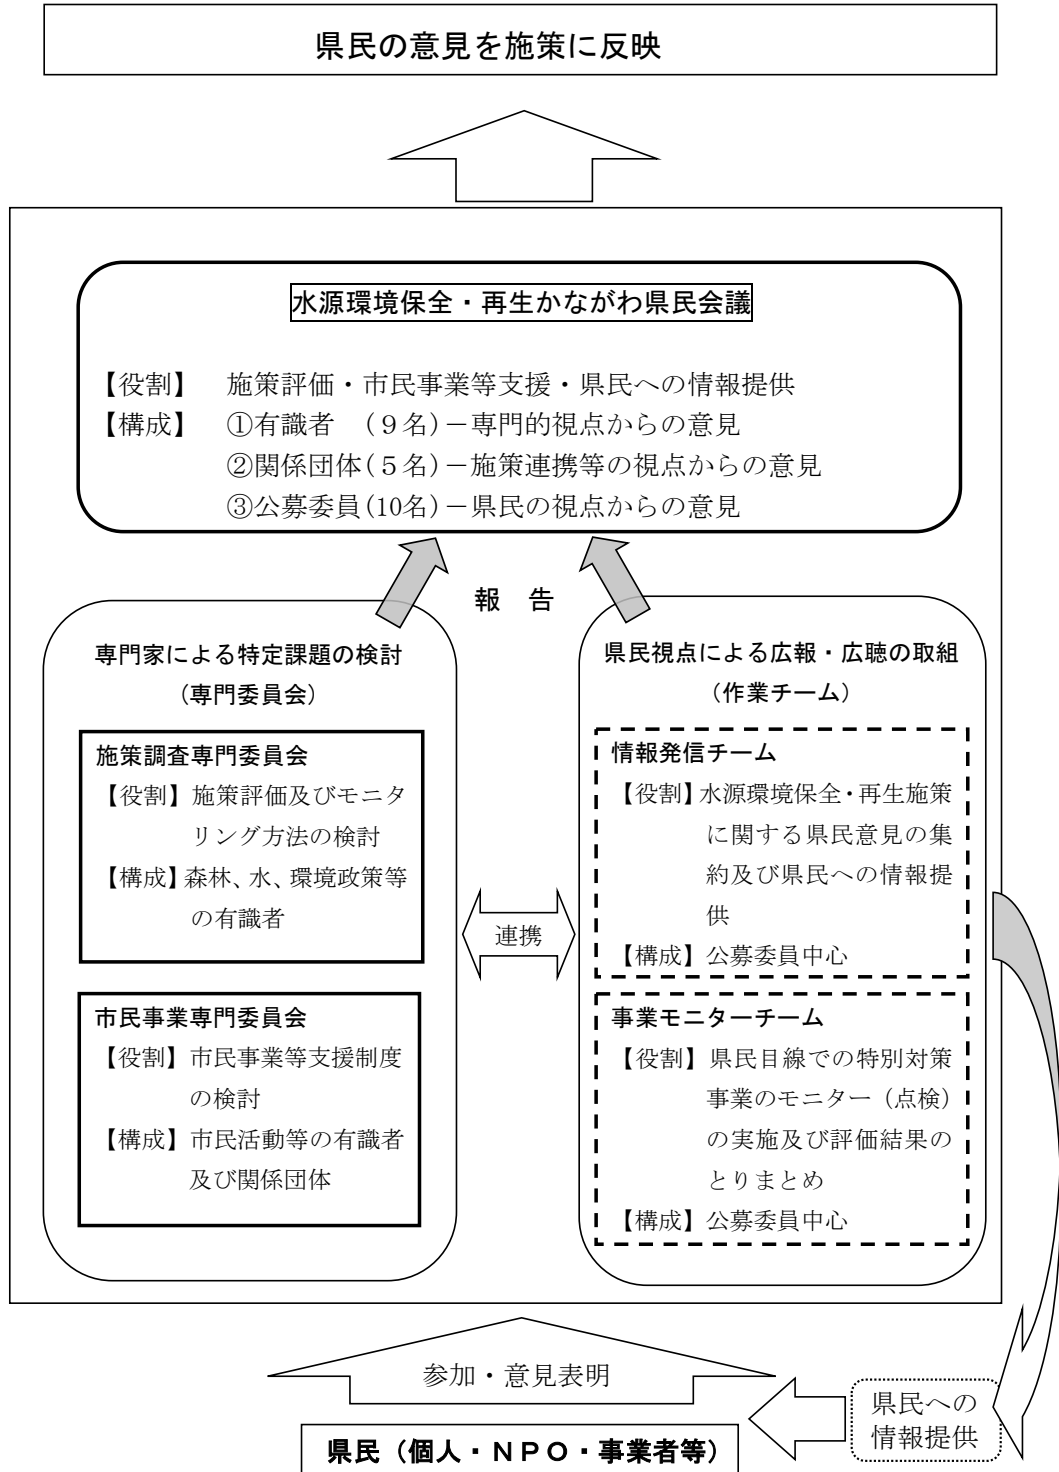 県民の意見を施策に反映
水源環境保全・再生かながわ県民会議
【役割】 施策評価・市民事業等支援・県民への情報提供
【構成】 ①有識者 (9名)－専門的視点からの意見
②関係団体(5名)－施策連携等の視点からの意見
③公募委員(10名)－県民の視点からの意見
報 告
専門家による特定課題の検討
(専門委員会)
施策調査専門委員会
【役割】施策評価及びモニタ
リング方法の検討
【構成】森林、水、環境政策等
の有識者
市民事業専門委員会
【役割】市民事業等支援制度
の検討
【構成】市民活動等の有識者
及び関係団体
連携
県民視点による広報・広聴の取組
(作業チーム)
情報発信チーム
【役割】水源環境保全・再生施策
に関する県民意見の集
約及び県民への情報提
供
【構成】公募委員中心
事業モニターチーム
【役割】県民目線での特別対策
事業のモニター(点検)
の実施及び評価結果の
とりまとめ
【構成】公募委員中心
参加・意見表明
県民への
情報提供
県民(個人・NPO・事業者等)